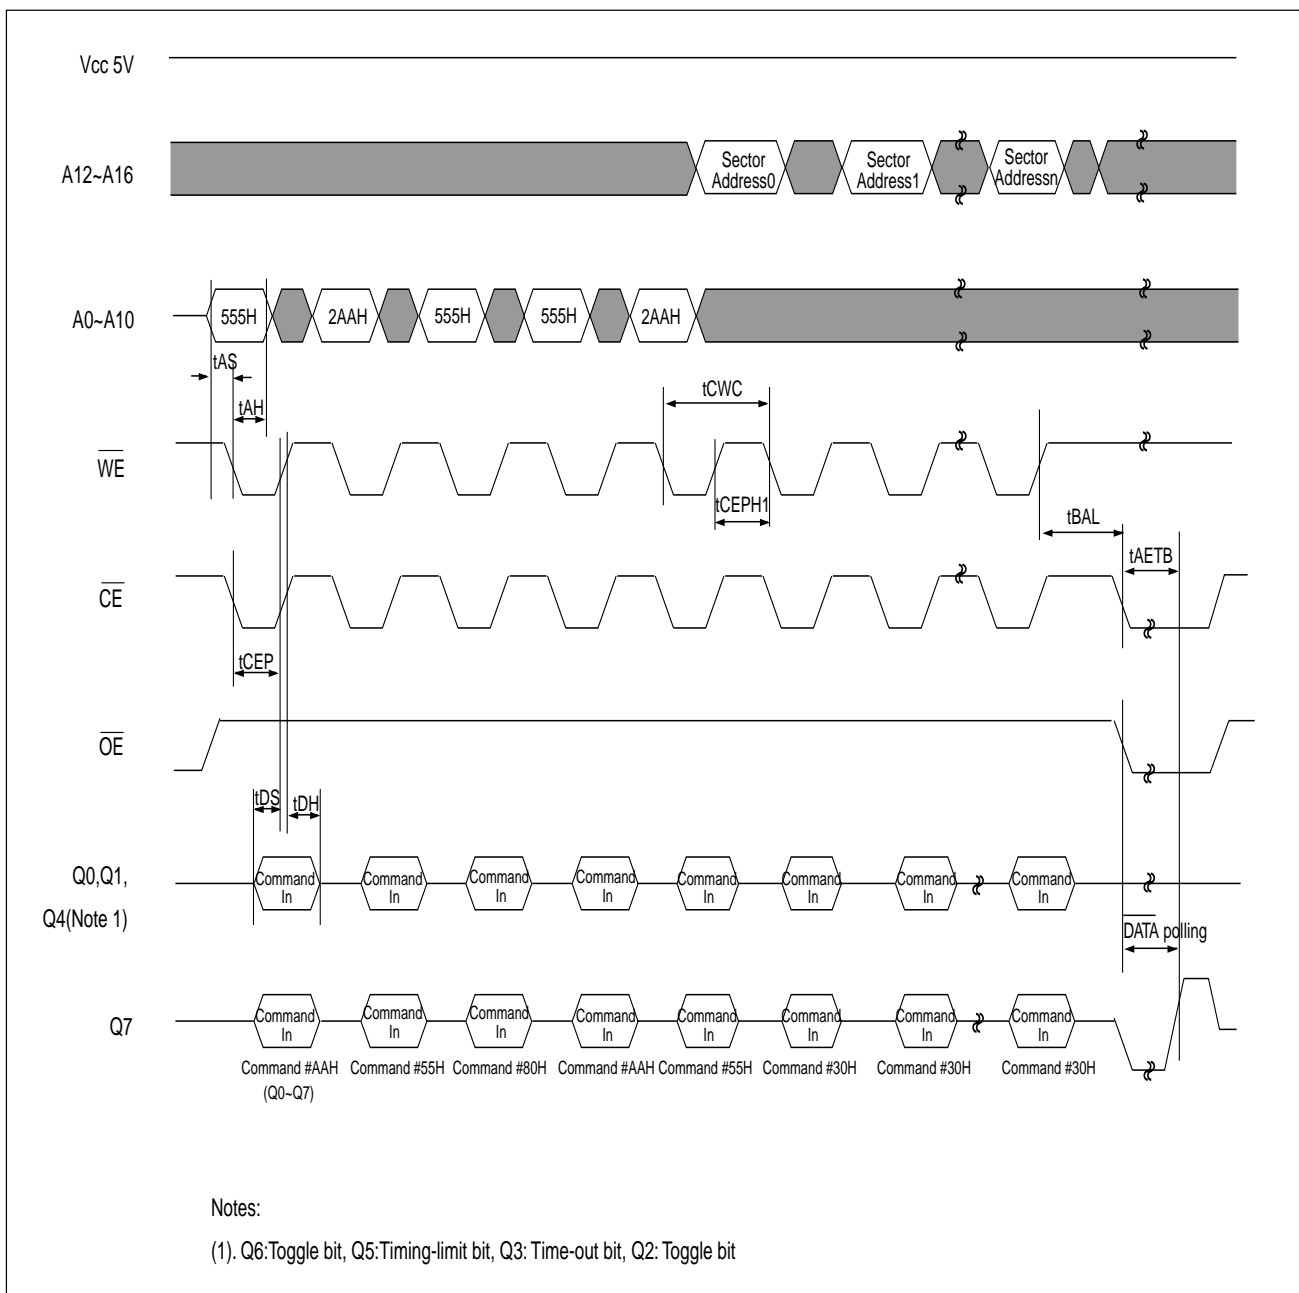 Vcc 5V
A12~A16
Sector
Address0
Sector
Address1
Sector
Addressn
A0~A10
555H
2AAH
555H
555H
2AAH
tAS
tAH
tCWC
WE
tCEPH1
tBAL
tAETB
CE
tCEP
OE
tDS
tDH
Q0,Q1,
Q4(Note 1)
Command
In
Command
In
Command
In
Command
In
Command
In
Command
In
Command
In
Command
In
DATA polling
Q7
Command
In
Command
In
Command
In
Command
In
Command
In
Command
In
Command
In
Command
In
Command #AAH
(Q0~Q7)
Command #55H
Command #80H
Command #AAH
Command #55H
Command #30H
Command #30H
Command #30H
Notes:
(1). Q6:Toggle bit, Q5:Timing-limit bit, Q3: Time-out bit, Q2: Toggle bit